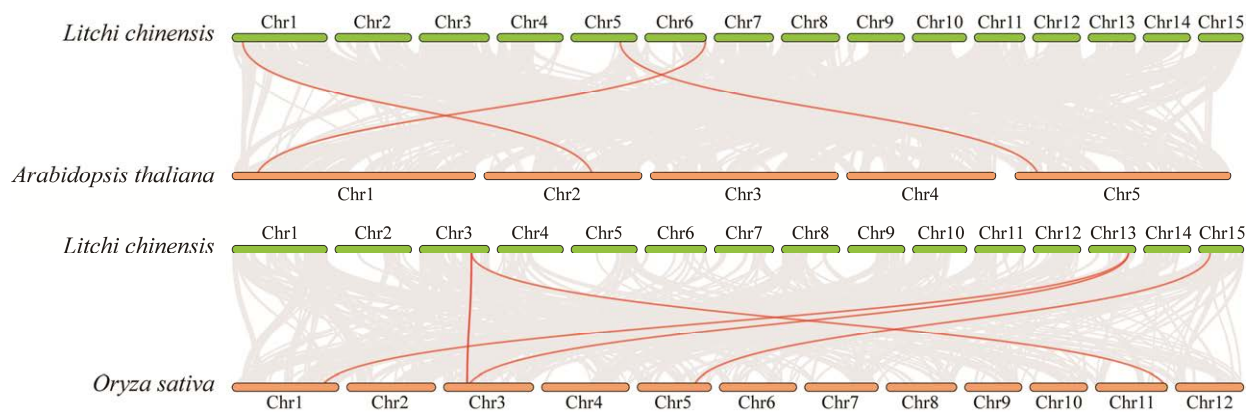 Litchi chinensis Chr1 Chr2 Chr3 Chr4 Chr5 Chr6 Chr7 Chr8 Chr9 Chr10 Chr11 Chr12 Chr13 Chr14 Chr15
Arabidopsis thaliana
Chr1 Chr2 Chr3 Chr4 Chr5
Litchi chinensis Chr1 Chr2 Chr3 Chr4 Chr5 Chr6 Chr7 Chr8 Chr9 Chr10 Chr11 Chr12 Chr13 Chr14 Chr15
Oryza sativa
Chr1 Chr2 Chr3 Chr4 Chr5 Chr6 Chr7 Chr8 Chr9 Chr10 Chr11 Chr12